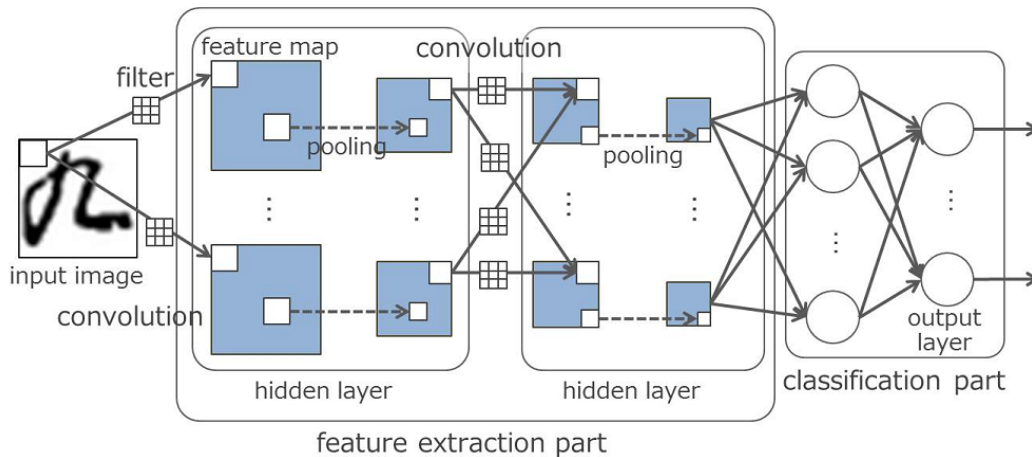 feature map
convolution
filter
pooling
pooling
input image
convolution
output
layer
hidden layer
hidden layer
classification part
feature extraction part